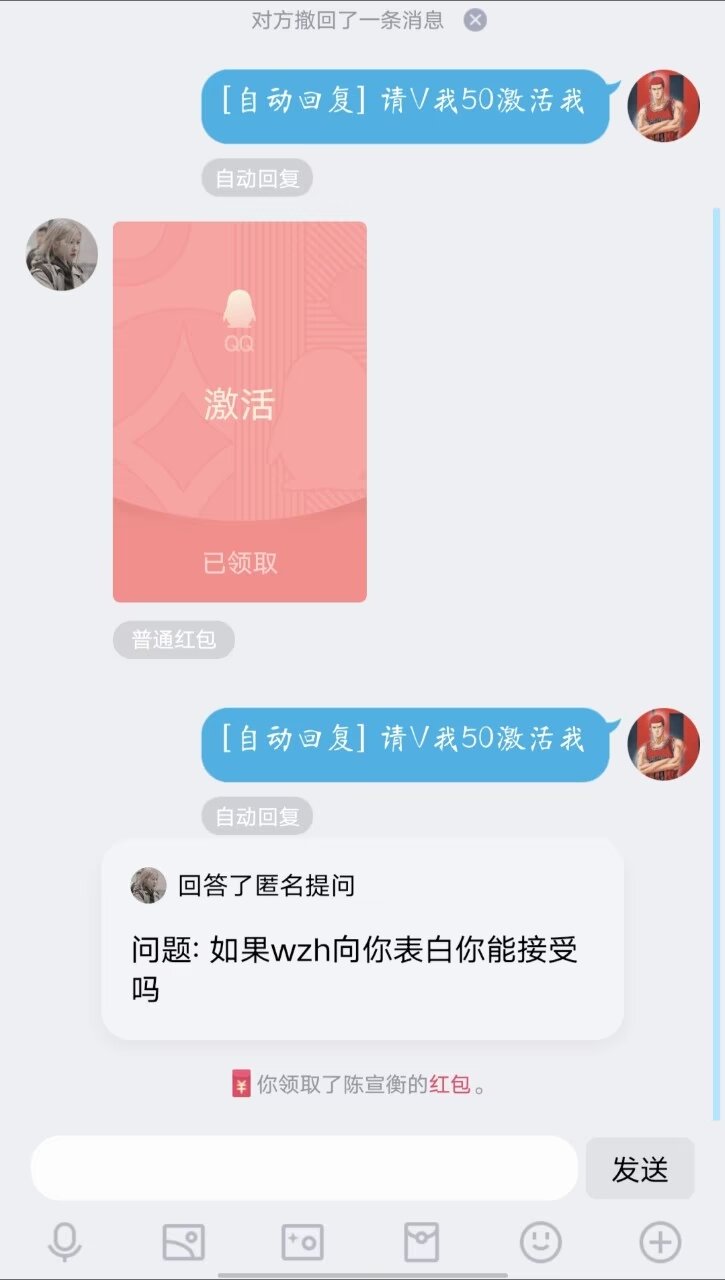 对方撤回了一条消息
[自动回复] 请V我50激活我
自动回复
QQ
激活
已领取
普通红包
[自动回复] 请V我50激活我
自动回复
回答了匿名提问
问题: 如果wzh向你表白你能接受
吗
你领取了陈宣衡的红包。
发送